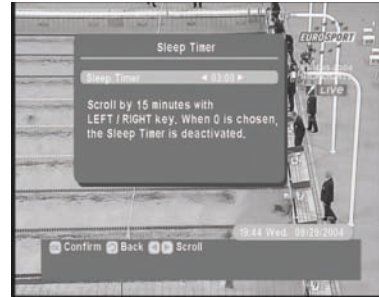 EUROSPORT
Sleep Timer
LIVE
Sleep Timer ◀ 03:00 ▶
Scroll by 15 minutes with
LEFT / RIGHT key. When 0 is chosen,
the Sleep Timer is deactivated.
19:44 Wed. 09/29/2004
OK Confirm Back Scroll